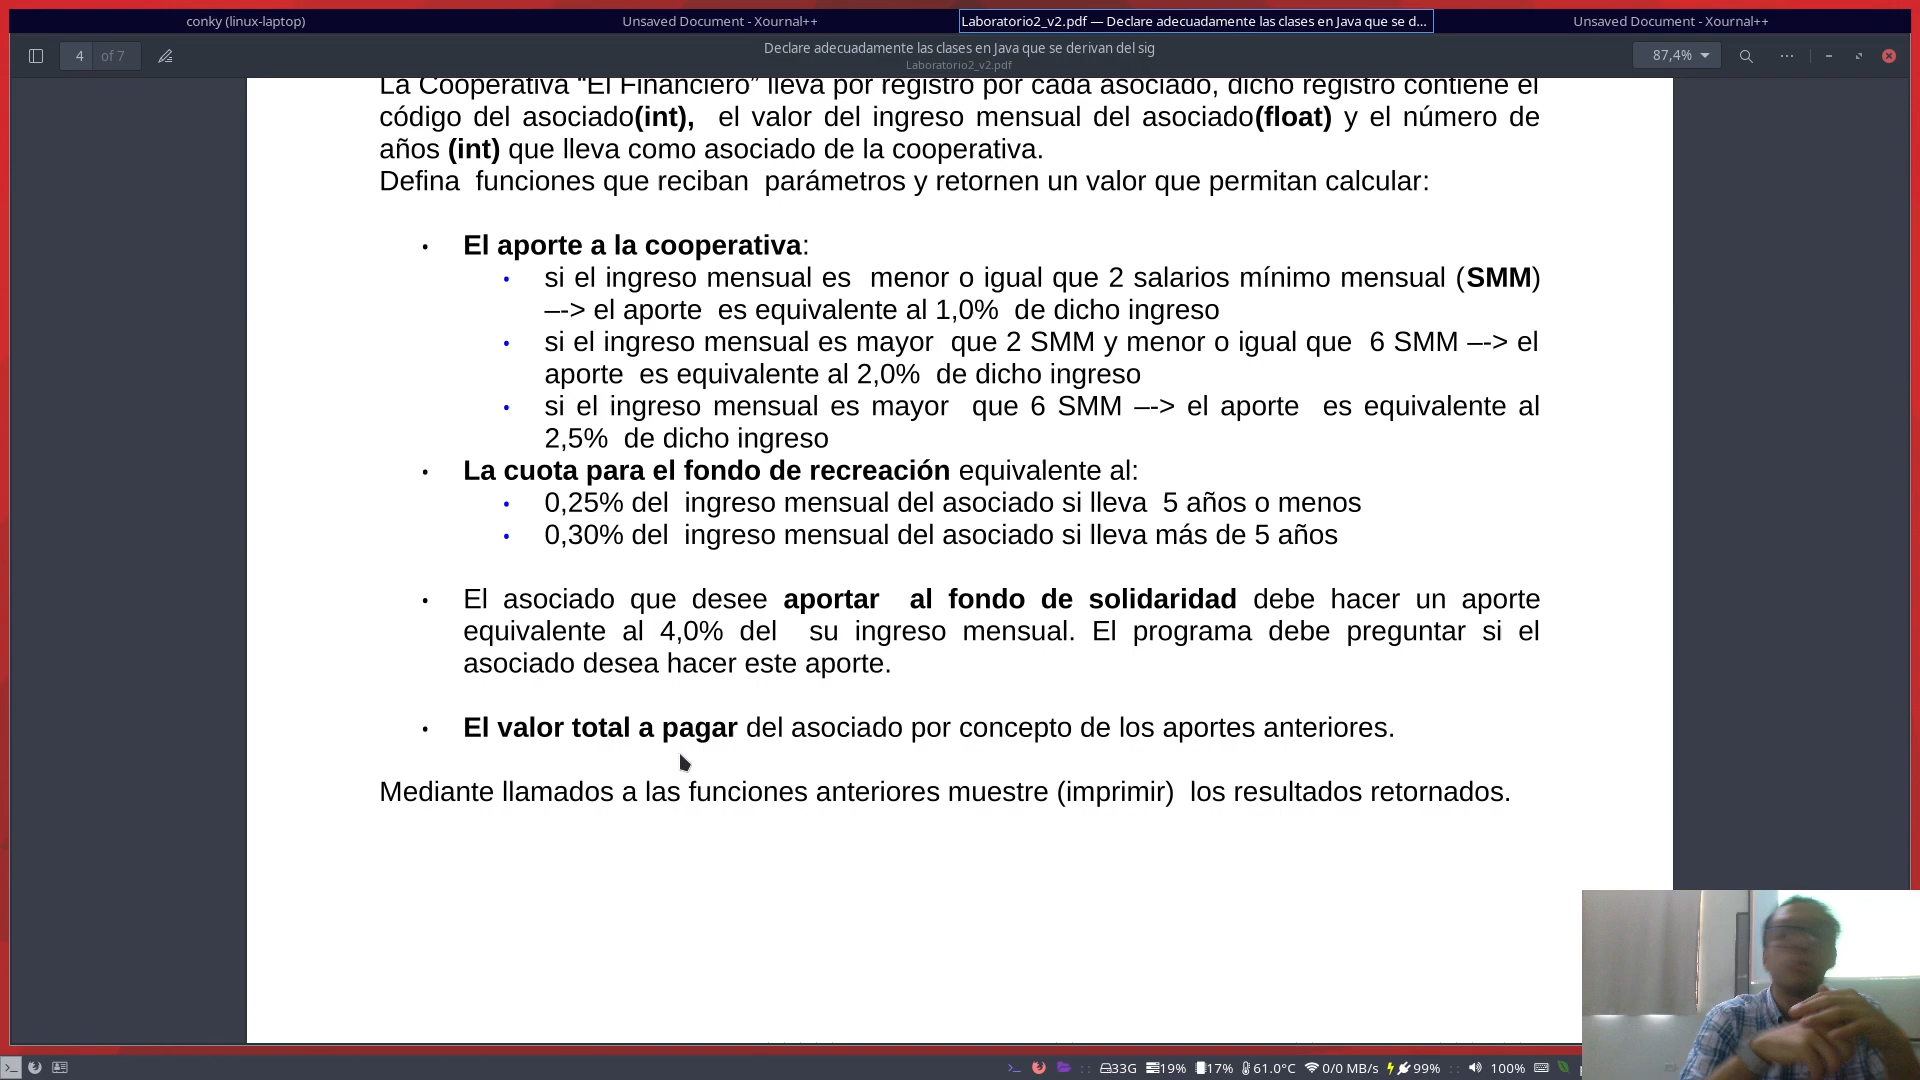 conky (linux-laptop)
Unsaved Document - Xournal++
Laboratorio2_v2.pdf — Declare adecuadamente las clases en Java que se d...
Unsaved Document - Xournal++
4 of 7
Declare adecuadamente las clases en Java que se derivan del sig
Laboratorio2_v2.pdf
87,4%
La Cooperativa “El Financiero” lleva por registro por cada asociado, dicho registro contiene el
código del asociado(int), el valor del ingreso mensual del asociado(float) y el número de
años (int) que lleva como asociado de la cooperativa.
Defina funciones que reciban parámetros y retornen un valor que permitan calcular:
• El aporte a la cooperativa:
• si el ingreso mensual es menor o igual que 2 salarios mínimo mensual (SMM)
–-> el aporte es equivalente al 1,0% de dicho ingreso
• si el ingreso mensual es mayor que 2 SMM y menor o igual que 6 SMM –-> el
aporte es equivalente al 2,0% de dicho ingreso
• si el ingreso mensual es mayor que 6 SMM –-> el aporte es equivalente al
2,5% de dicho ingreso
• La cuota para el fondo de recreación equivalente al:
• 0,25% del ingreso mensual del asociado si lleva 5 años o menos
• 0,30% del ingreso mensual del asociado si lleva más de 5 años
• El asociado que desee aportar al fondo de solidaridad debe hacer un aporte
equivalente al 4,0% del su ingreso mensual. El programa debe preguntar si el
asociado desea hacer este aporte.
• El valor total a pagar del asociado por concepto de los aportes anteriores.
Mediante llamados a las funciones anteriores muestre (imprimir) los resultados retornados.
33G 19% 17% 61.0°C 0/0 MB/s 99% 100%